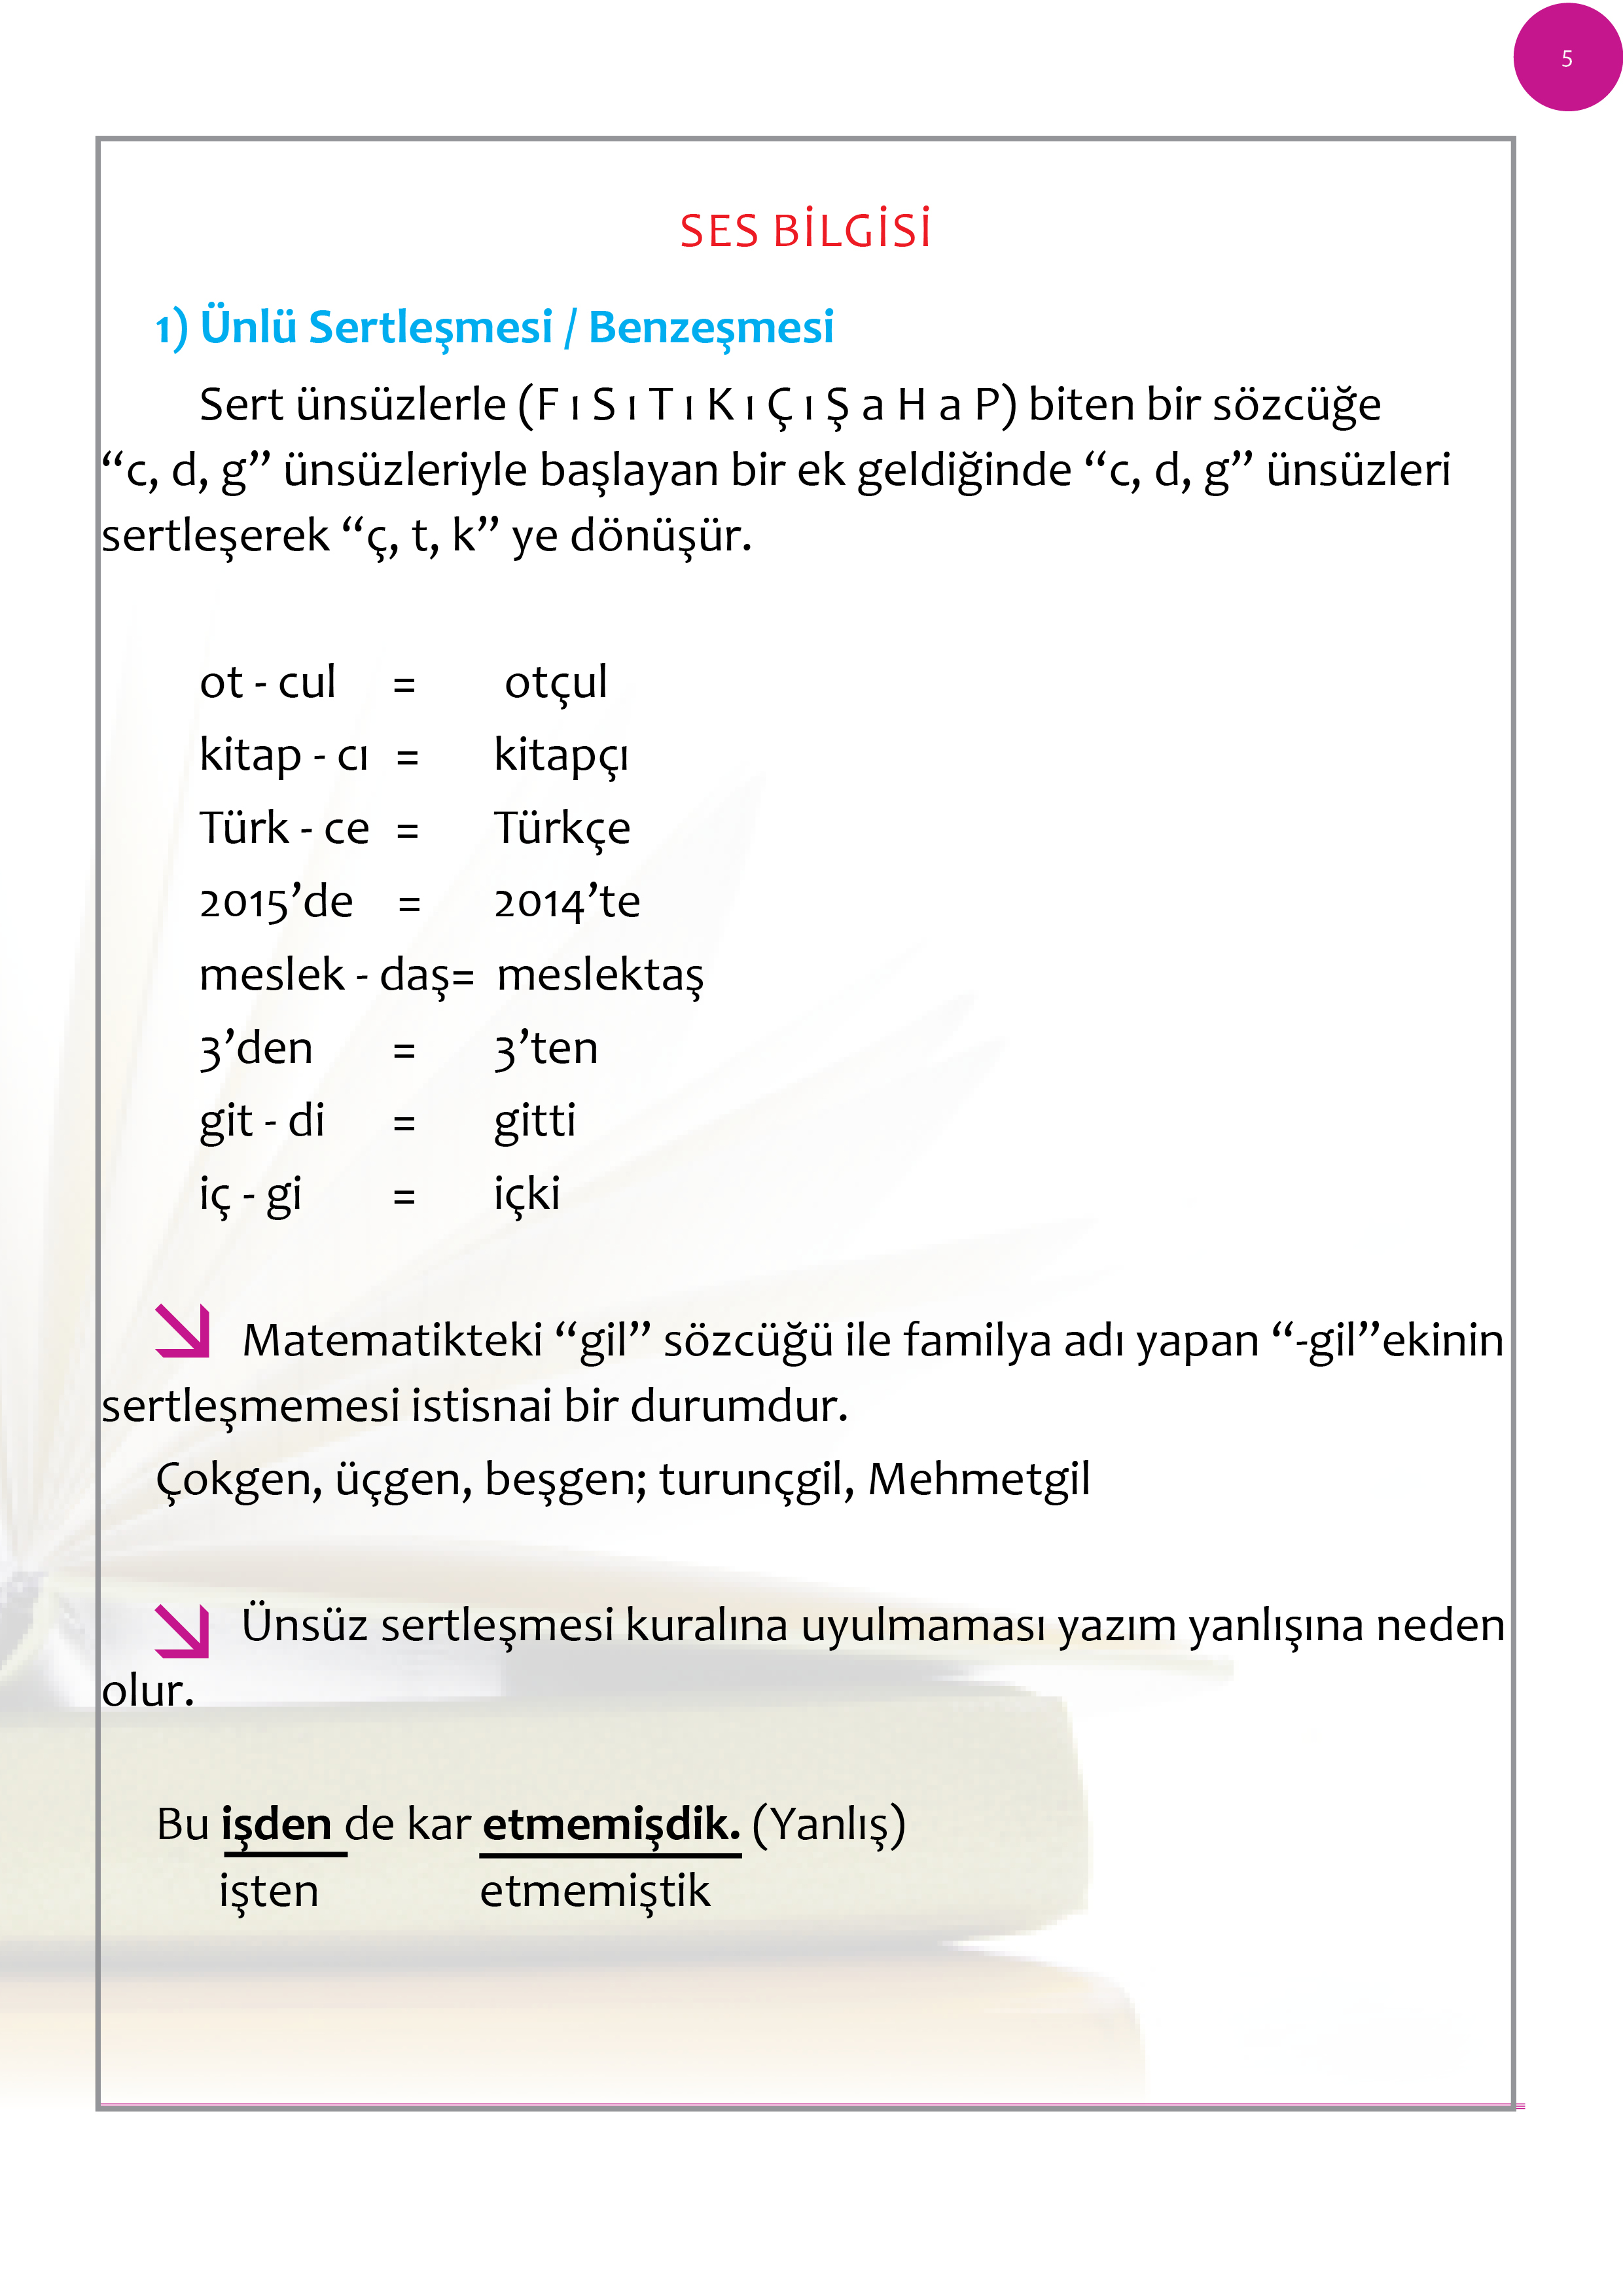 5
SES BİLGİSİ
1) Ünlü Sertleşmesi / Benzeşmesi
Sert ünsüzlerle (F ı S ı T ı K ı Ç ı Ş a H a P) biten bir sözcüğe
“c, d, g” ünsüzleriyle başlayan bir ek geldiğinde “c, d, g” ünsüzleri
sertleşerek “ç, t, k” ye dönüşür.
ot - cul = otçul
kitap - cı = kitapçı
Türk - ce = Türkçe
2015’de = 2014’te
meslek - daş= meslektaş
3’den = 3’ten
git - di = gitti
iç - gi = içki
Matematikteki “gil” sözcüğü ile familya adı yapan “-gil”ekinin
sertleşmemesi istisnai bir durumdur.
Çokgen, üçgen, beşgen; turunçgil, Mehmetgil
Ünsüz sertleşmesi kuralına uyulmaması yazım yanlışına neden
olur.
Bu işden de kar etmemişdik. (Yanlış)
işten etmemiştik